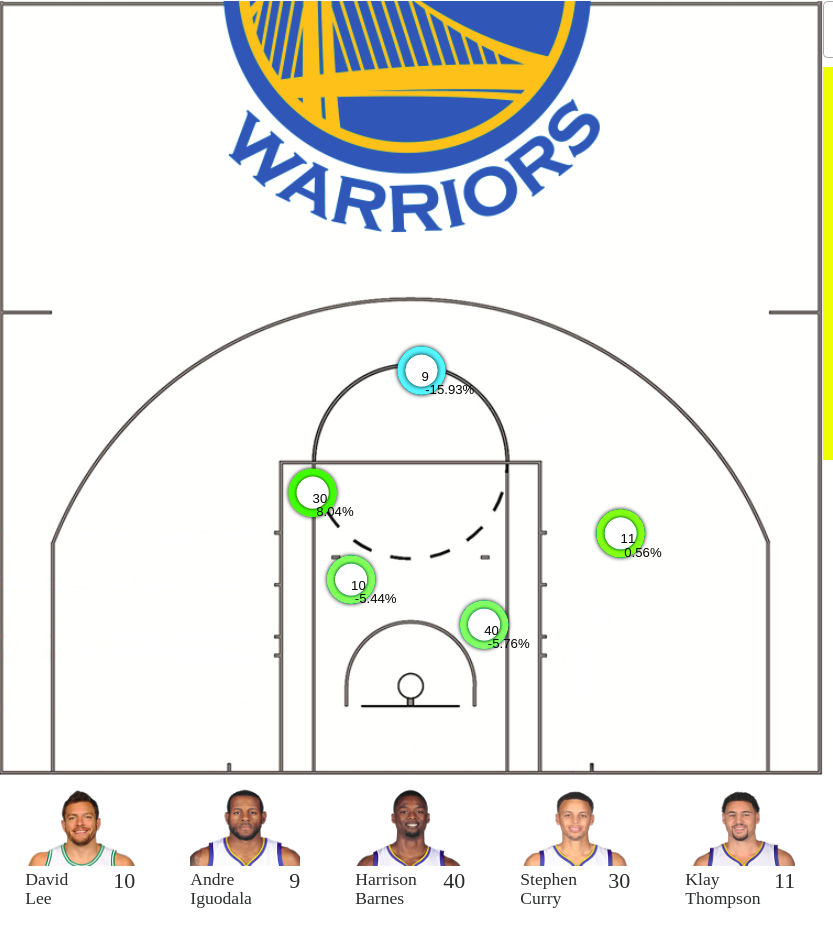 WARRIORS
9
-15.93%
30
8.04%
11
0.56%
10
-5.44%
40
-5.76%
David Lee 10
Andre Iguodala 9
Harrison Barnes 40
Stephen Curry 30
Klay Thompson 11